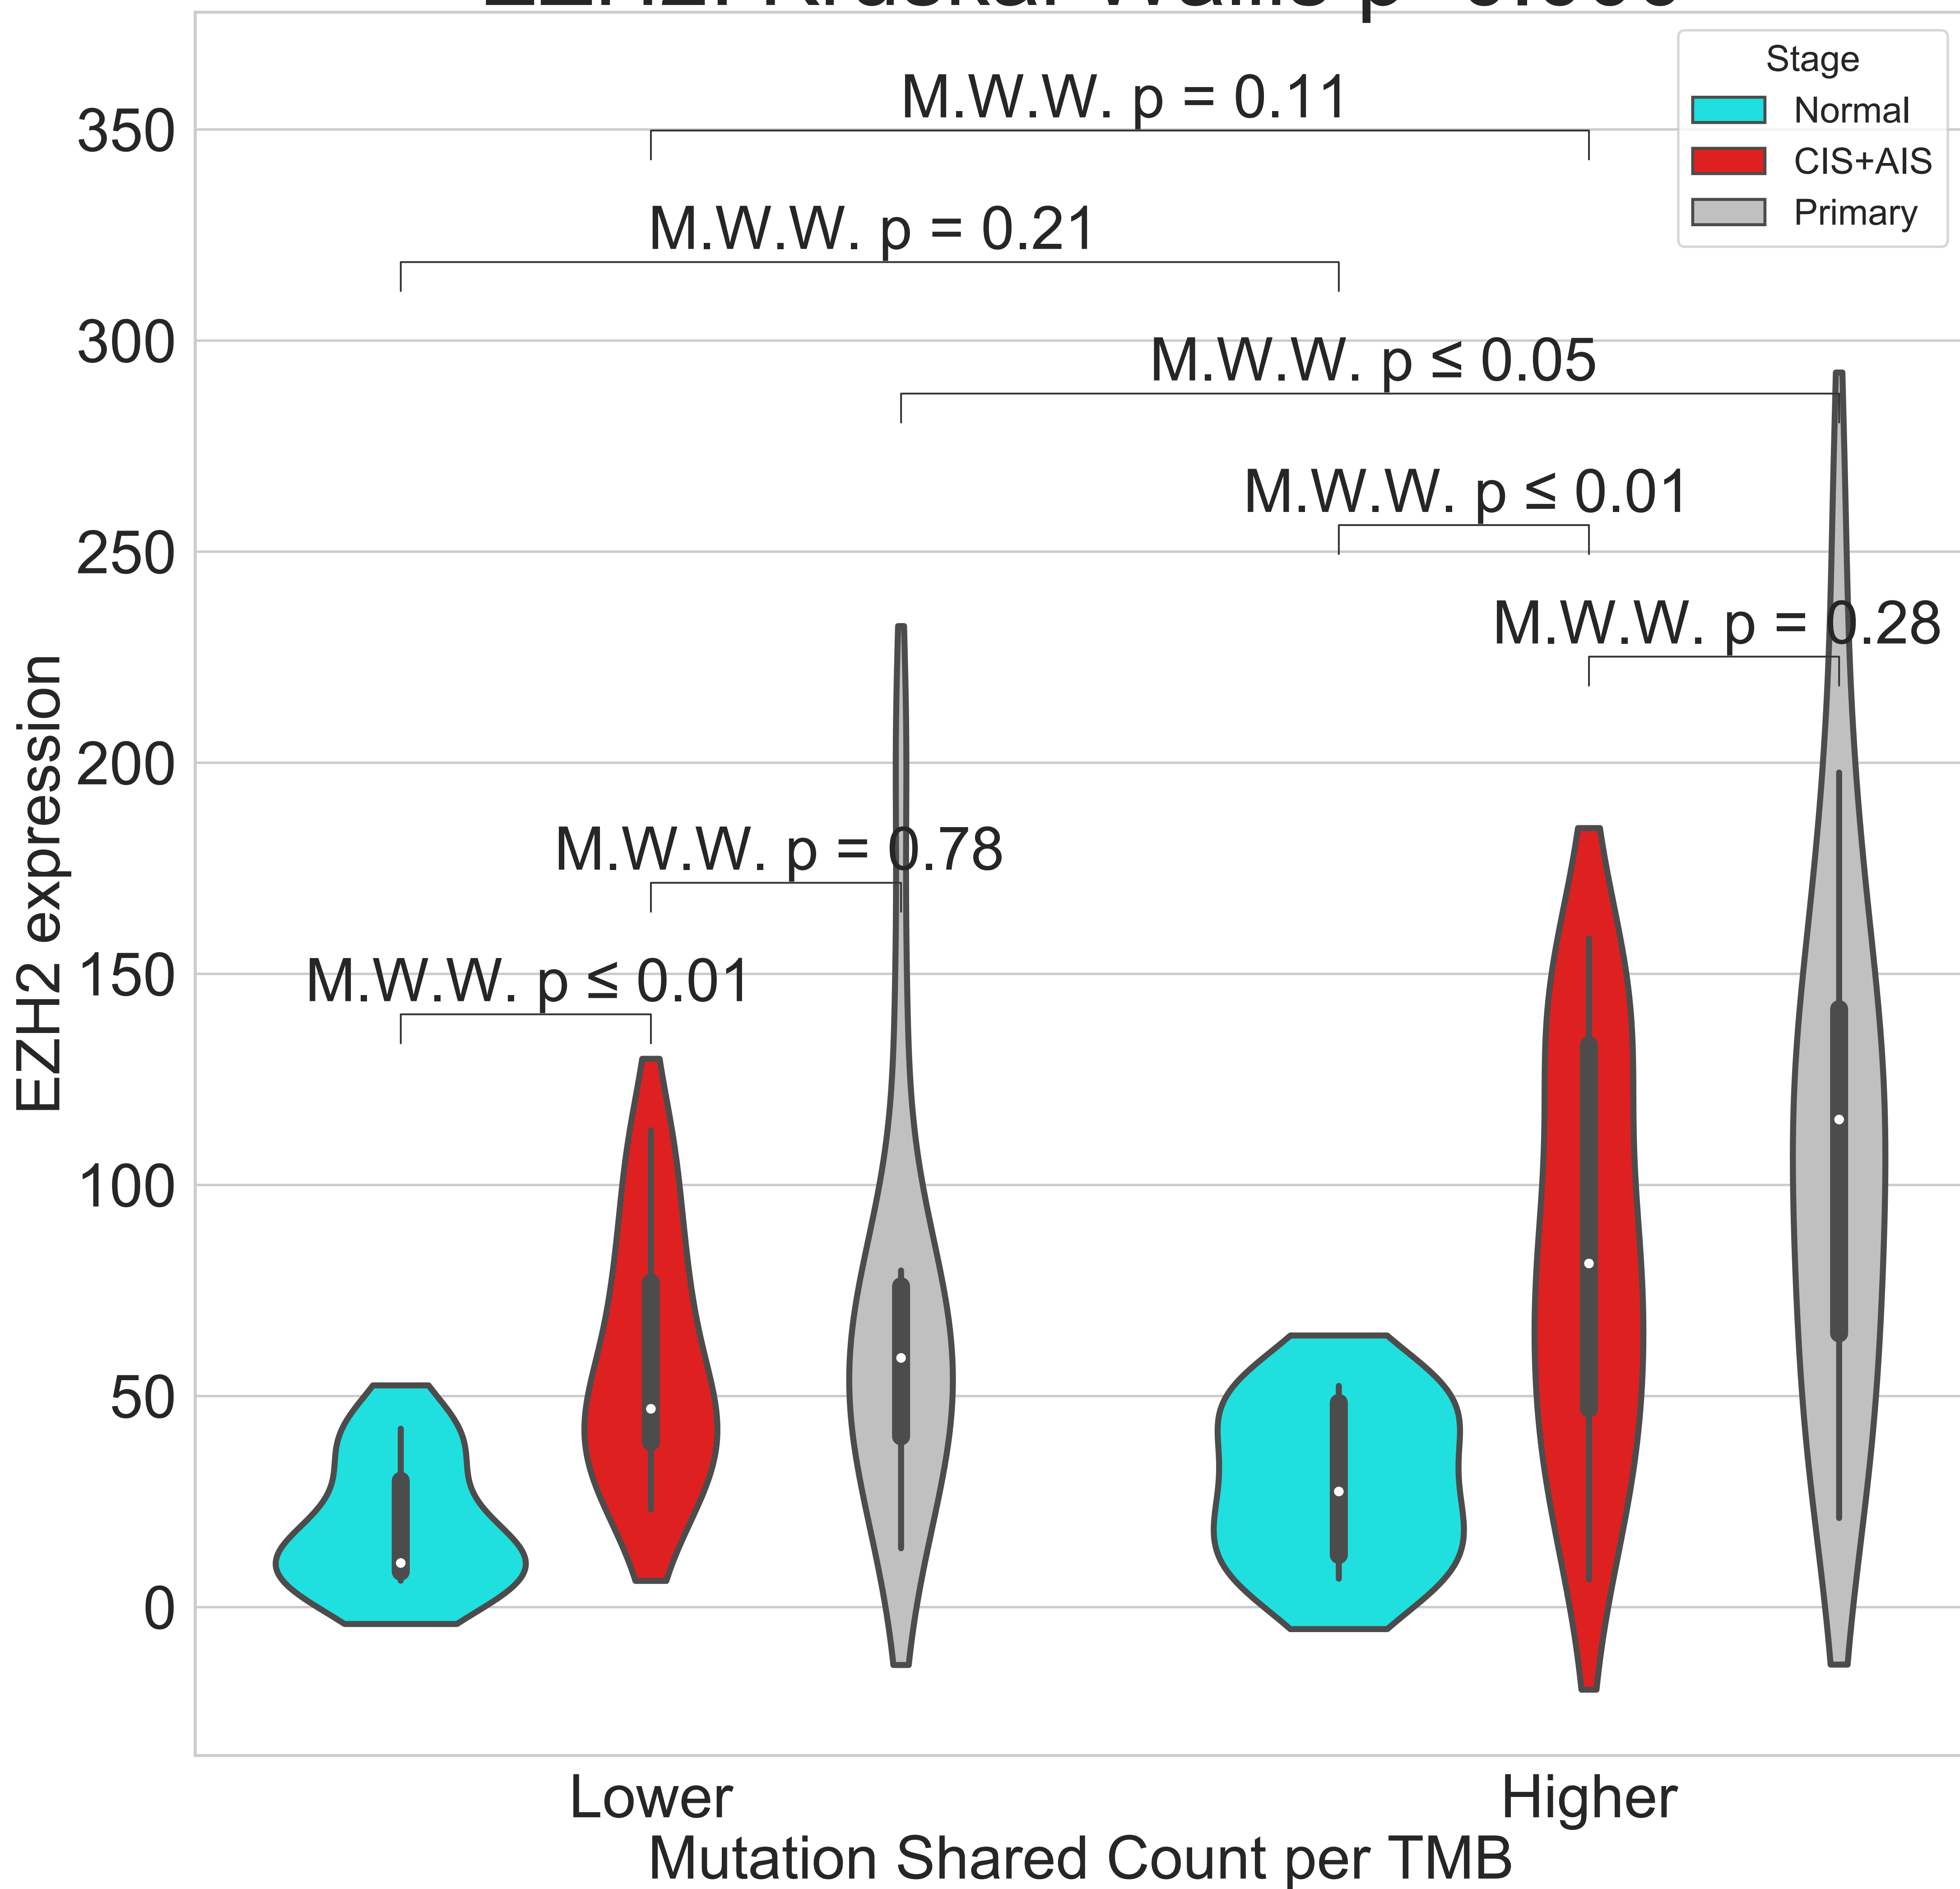 Stage
Normal
CIS+AIS
Primary
M.W.W. p = 0.11
M.W.W. p = 0.21
M.W.W. p ≤ 0.05
M.W.W. p ≤ 0.01
M.W.W. p = 0.28
M.W.W. p = 0.78
M.W.W. p ≤ 0.01
350
300
250
200
150
100
50
0
EZH2 expression
Lower
Higher
Mutation Shared Count per TMB